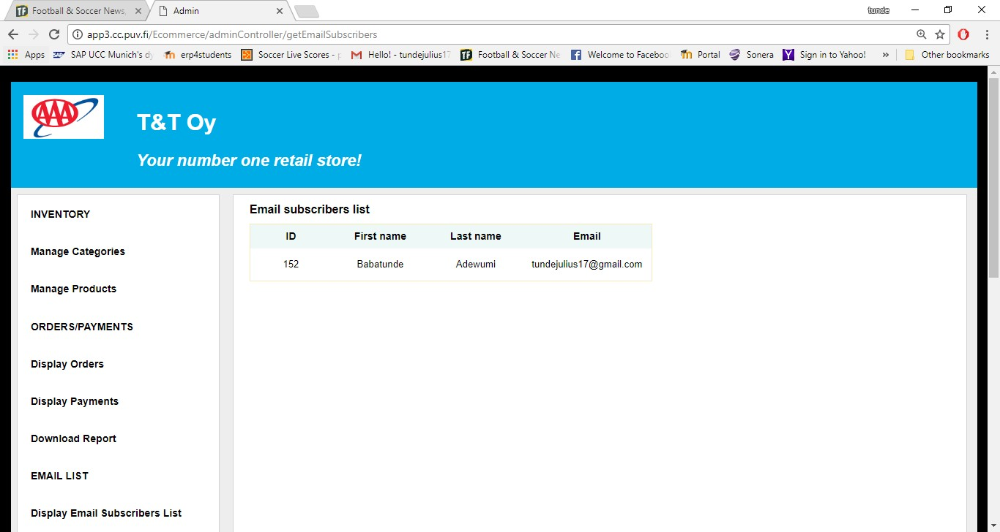 Football & Soccer News,
Admin
tunde
app3.cc.puv.fi/Ecommerce/adminController/getEmailSubscribers
Apps
SAP UCC Munich's dy
erp4students
Soccer Live Scores - p
Hello! - tundejulius17
Football & Soccer Ne
Welcome to Faceboo
Portal
Sonera
Sign in to Yahoo!
»
Other bookmarks
AAA
T&T Oy
Your number one retail store!
INVENTORY
Manage Categories
Manage Products
ORDERS/PAYMENTS
Display Orders
Display Payments
Download Report
EMAIL LIST
Display Email Subscribers List
Email subscribers list
ID First name Last name Email
152 Babatunde Adewumi tundejulius17@gmail.com